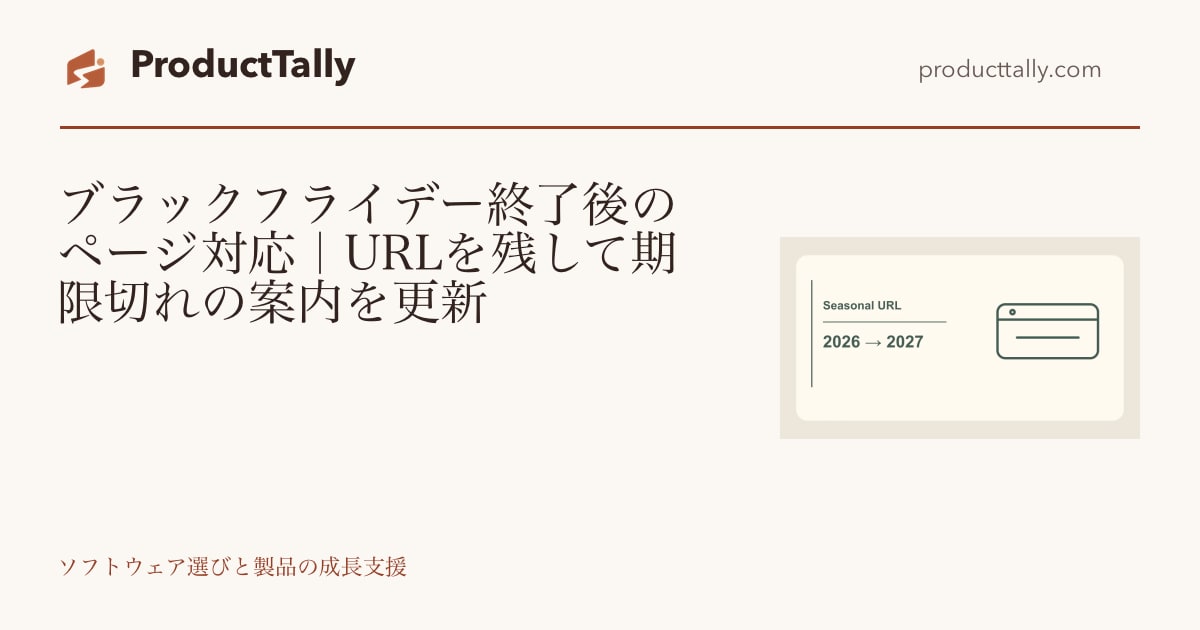 ProductTally
producttally.com
ブラックフライデー終了後の
ページ対応｜URLを残して期
限切れの案内を更新
Seasonal URL
2026 → 2027
ソフトウェア選びと製品の成長支援